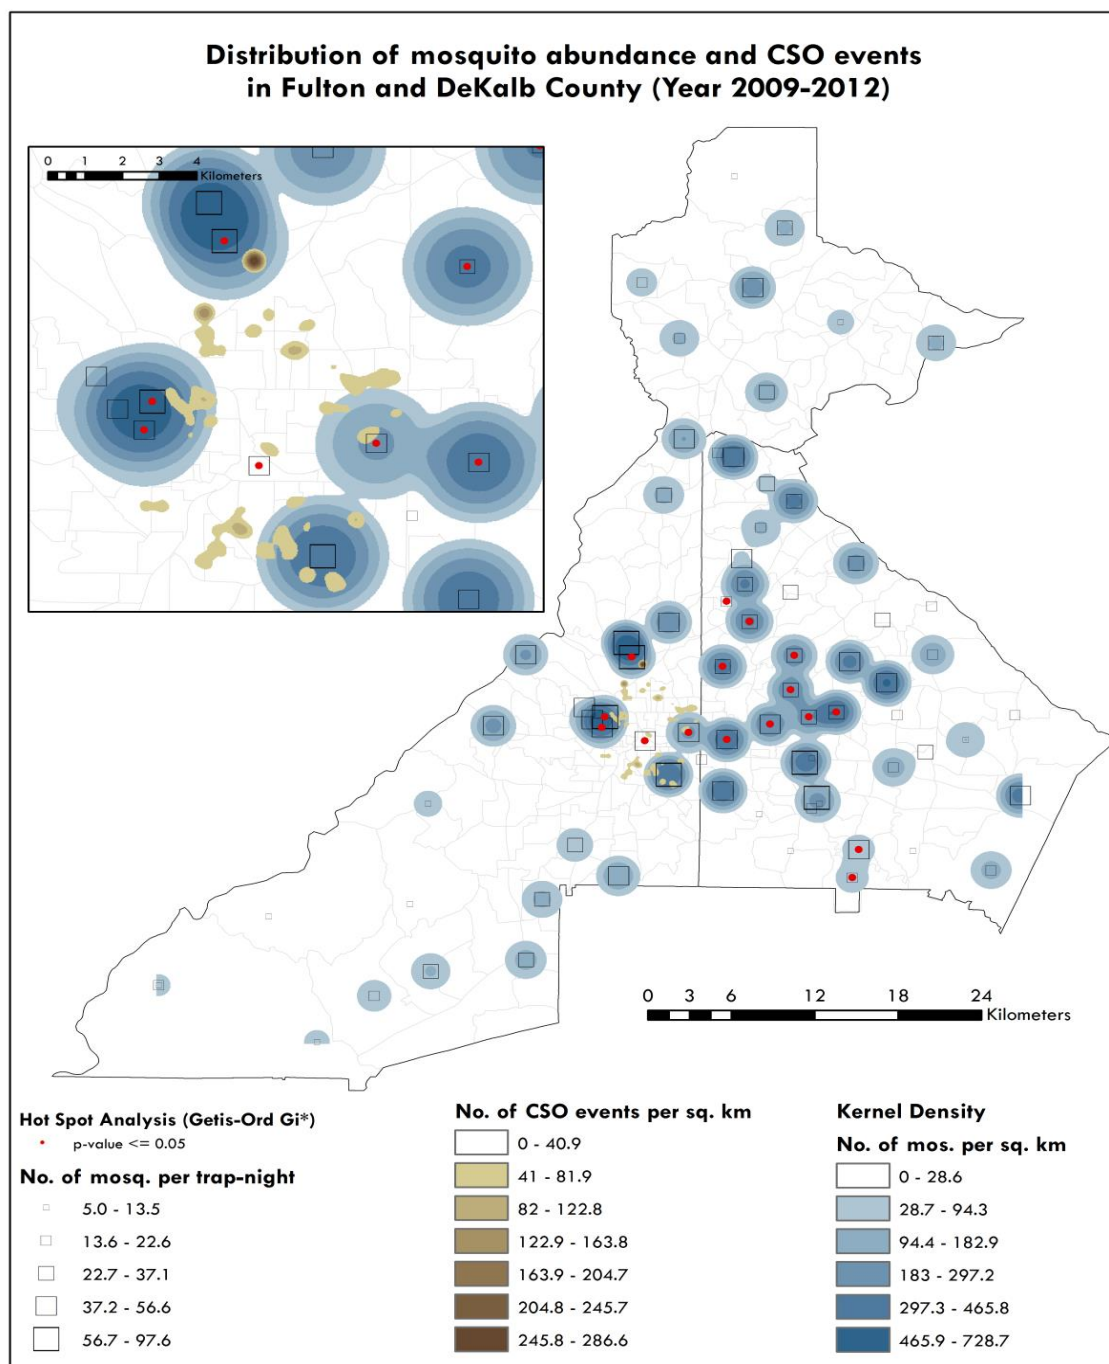 Distribution of mosquito abundance and CSO events
in Fulton and DeKalb County (Year 2009-2012)
0 1 2 3 4
Kilometers
0 3 6 12 18 24
Kilometers
Hot Spot Analysis (Getis-Ord Gi*)
p-value <= 0.05
No. of mosq. per trap-night
5.0 - 13.5
13.6 - 22.6
22.7 - 37.1
37.2 - 56.6
56.7 - 97.6
No. of CSO events per sq. km
0 - 40.9
41 - 81.9
82 - 122.8
122.9 - 163.8
163.9 - 204.7
204.8 - 245.7
245.8 - 286.6
Kernel Density
No. of mos. per sq. km
0 - 28.6
28.7 - 94.3
94.4 - 182.9
183 - 297.2
297.3 - 465.8
465.9 - 728.7